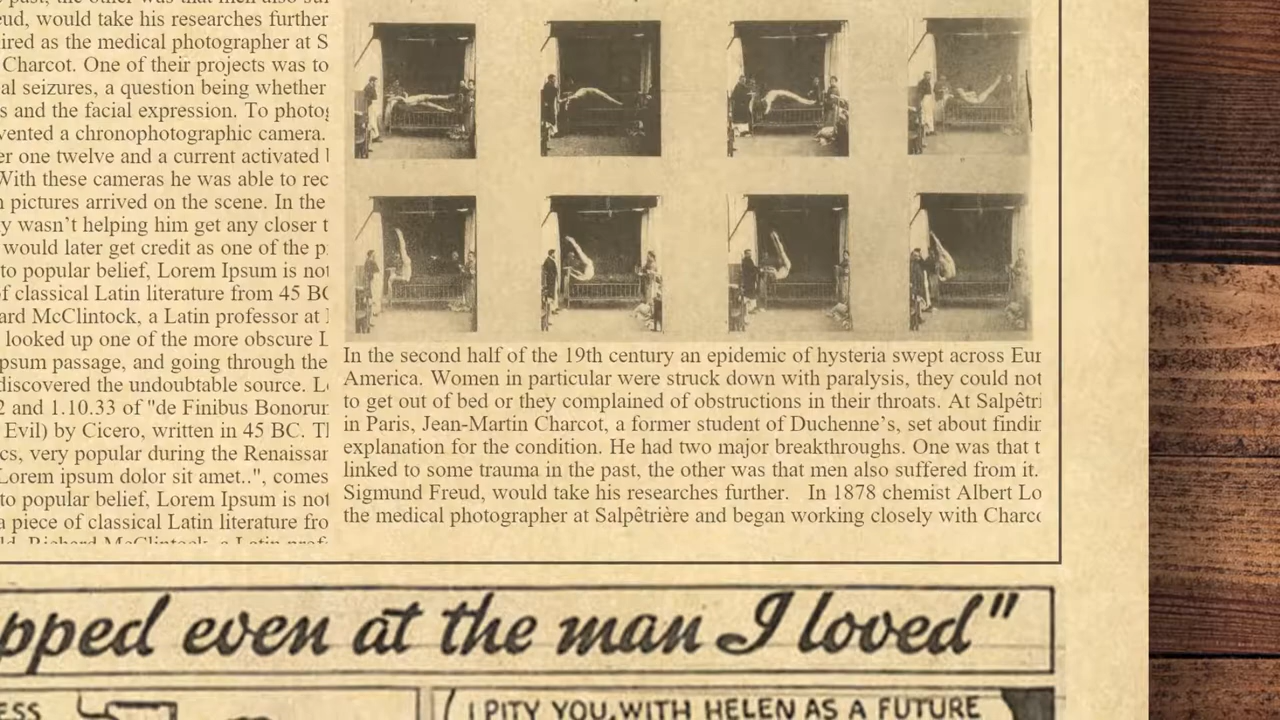 eud, would take his researches further
ired as the medical photographer at S
Charcot. One of their projects was to
al seizures, a question being whether
s and the facial expression. To photog
vented a chronophotographic camera.
er one twelve and a current activated
With these cameras he was able to rec
n pictures arrived on the scene. In the
y wasn't helping him get any closer t
would later get credit as one of the p
to popular belief, Lorem Ipsum is not
f classical Latin literature from 45 BC
ard McClintock, a Latin professor at
looked up one of the more obscure L
psum passage, and going through the
discovered the undoubtable source. L
2 and 1.10.33 of "de Finibus Bonorum
Evil) by Cicero, written in 45 BC. Th
cs, very popular during the Renaissan
Lorem ipsum dolor sit amet..", comes
to popular belief, Lorem Ipsum is not
a piece of classical Latin literature fro
ld, Richard McClintock, a Latin prof
In the second half of the 19th century an epidemic of hysteria swept across Eur
America. Women in particular were struck down with paralysis, they could not
to get out of bed or they complained of obstructions in their throats. At Salpêtri
in Paris, Jean-Martin Charcot, a former student of Duchenne's, set about findin
explanation for the condition. He had two major breakthroughs. One was that t
linked to some trauma in the past, the other was that men also suffered from it.
Sigmund Freud, would take his researches further. In 1878 chemist Albert Lo
the medical photographer at Salpêtrière and began working closely with Charco
pped even at the man I loved"
ESS
I PITY YOU, WITH HELEN AS A FUTURE